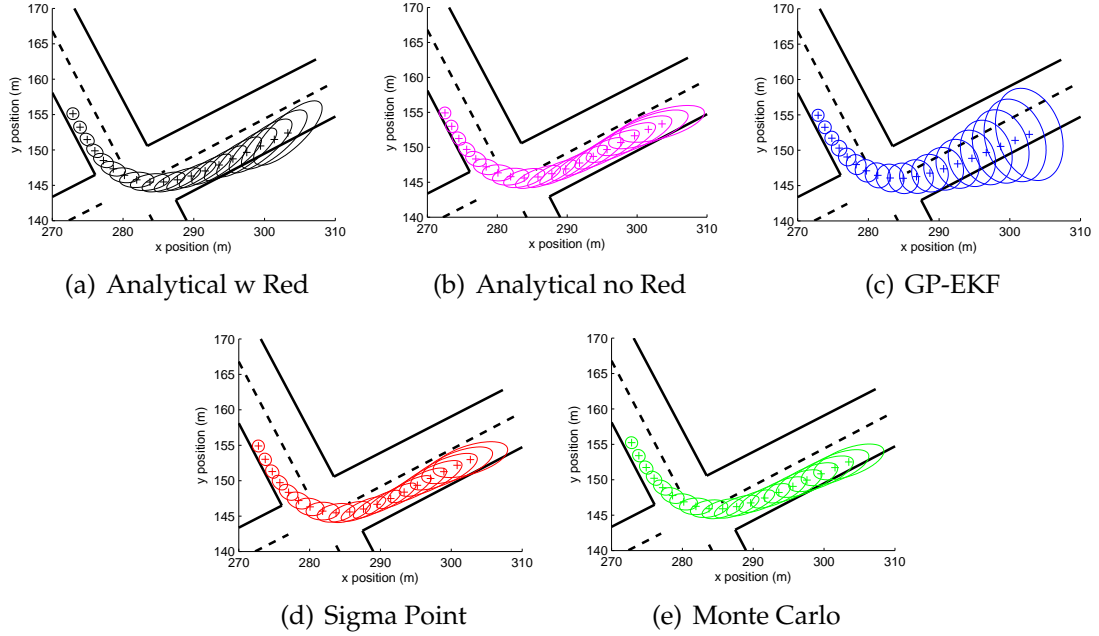 170
165
160
155
150
145
140
y position (m)
270 280 290 300 310
x position (m)
(a) Analytical w Red
170
165
160
155
150
145
140
y position (m)
270 280 290 300 310
x position (m)
(b) Analytical no Red
170
165
160
155
150
145
140
y position (m)
270 280 290 300 310
x position (m)
(c) GP-EKF
170
165
160
155
150
145
140
y position (m)
270 280 290 300 310
x position (m)
(d) Sigma Point
170
165
160
155
150
145
140
y position (m)
270 280 290 300 310
x position (m)
(e) Monte Carlo